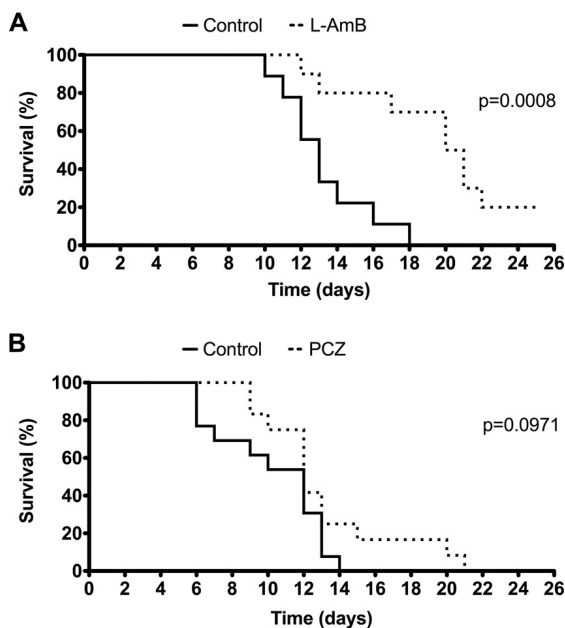 A
Control L-AmB
100
80
60
40
20
0
Survival (%)
p=0.0008
0 2 4 6 8 10 12 14 16 18 20 22 24 26
Time (days)
B
Control PCZ
100
80
60
40
20
0
Survival (%)
p=0.0971
0 2 4 6 8 10 12 14 16 18 20 22 24 26
Time (days)